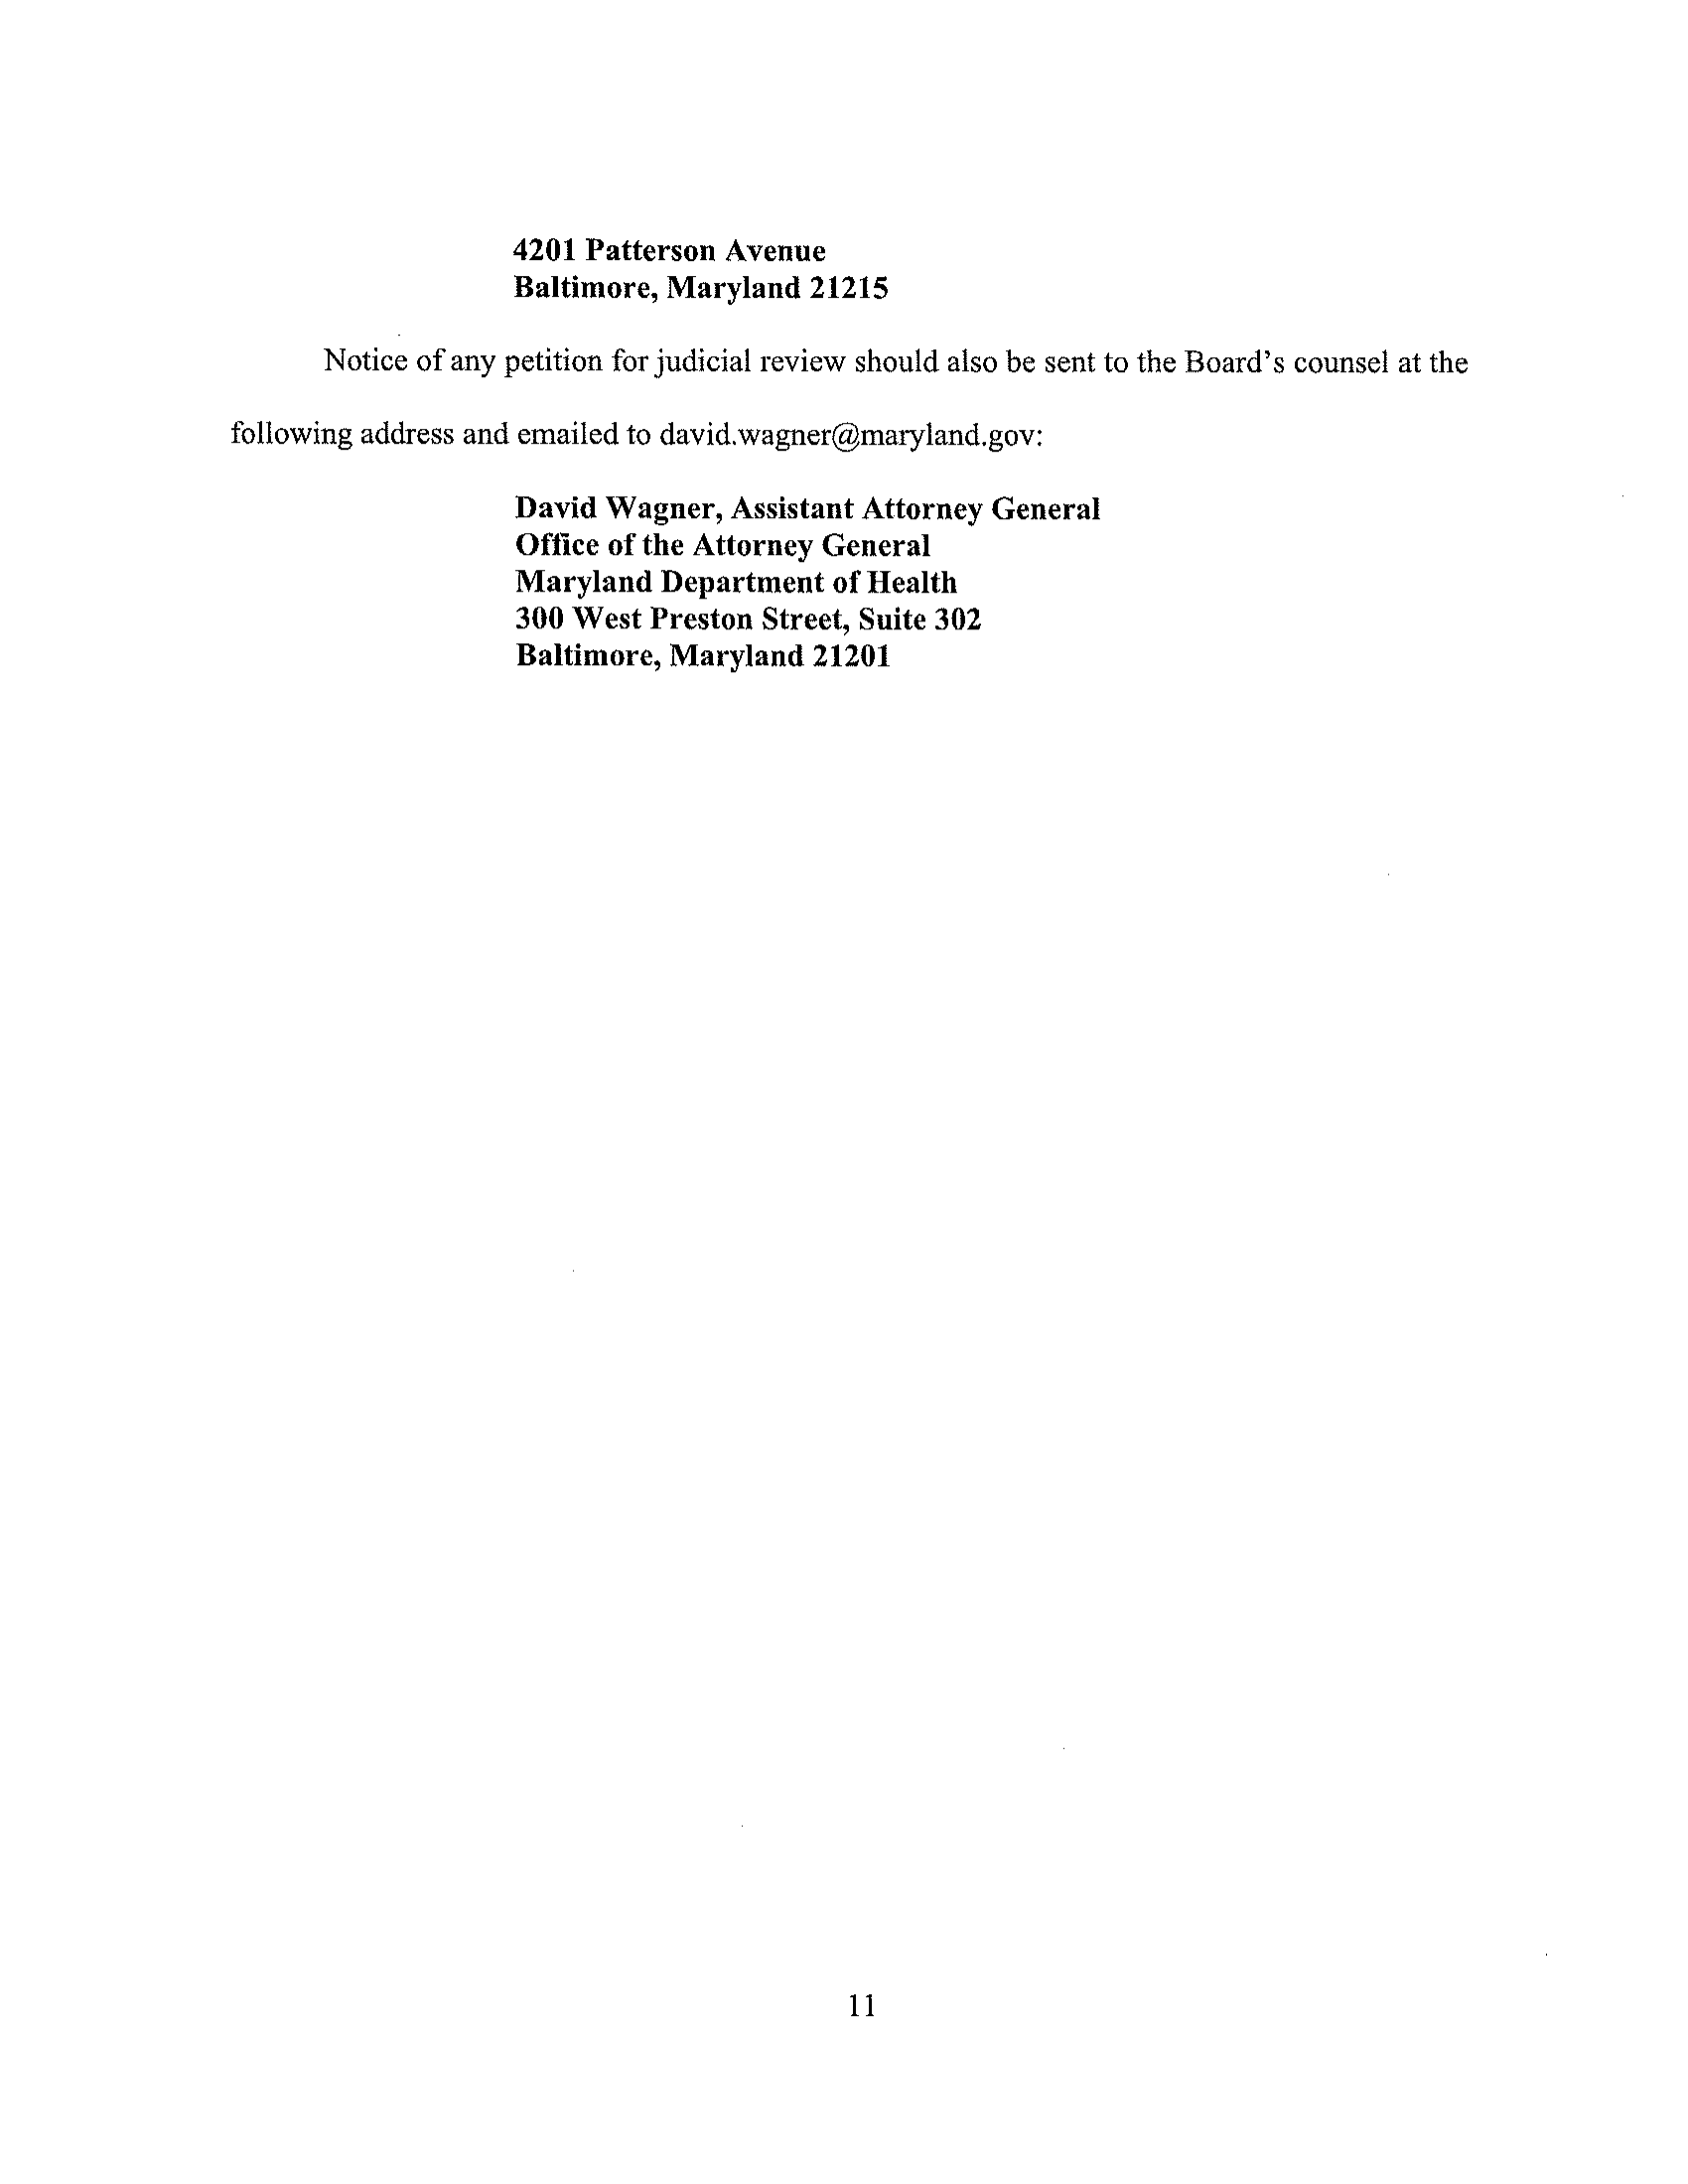 4201 Patterson Avenue
Baltimore, Maryland 21215
Notice of any petition for judicial review should also be sent to the Board’s counsel at the
following address and emailed to david.wagner@maryland.gov:
David Wagner, Assistant Attorney General
Office of the Attorney General
Maryland Department of Health
300 West Preston Street, Suite 302
Baltimore, Maryland 21201
11